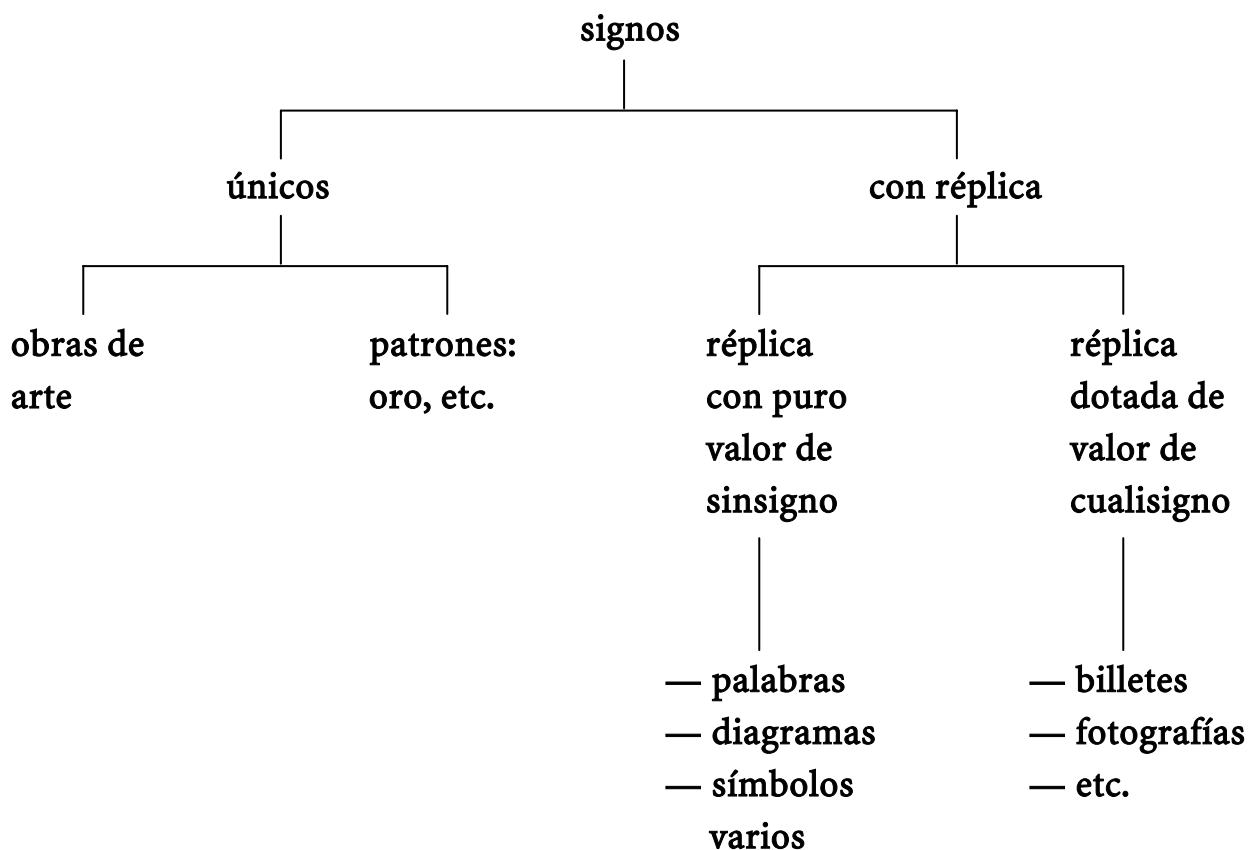 signos
únicos
con réplica
obras de
arte
patrones:
oro, etc.
réplica
con puro
valor de
sinsigno
réplica
dotada de
valor de
cualisigno
— palabras
— diagramas
— símbolos
varios
— billetes
— fotografías
— etc.